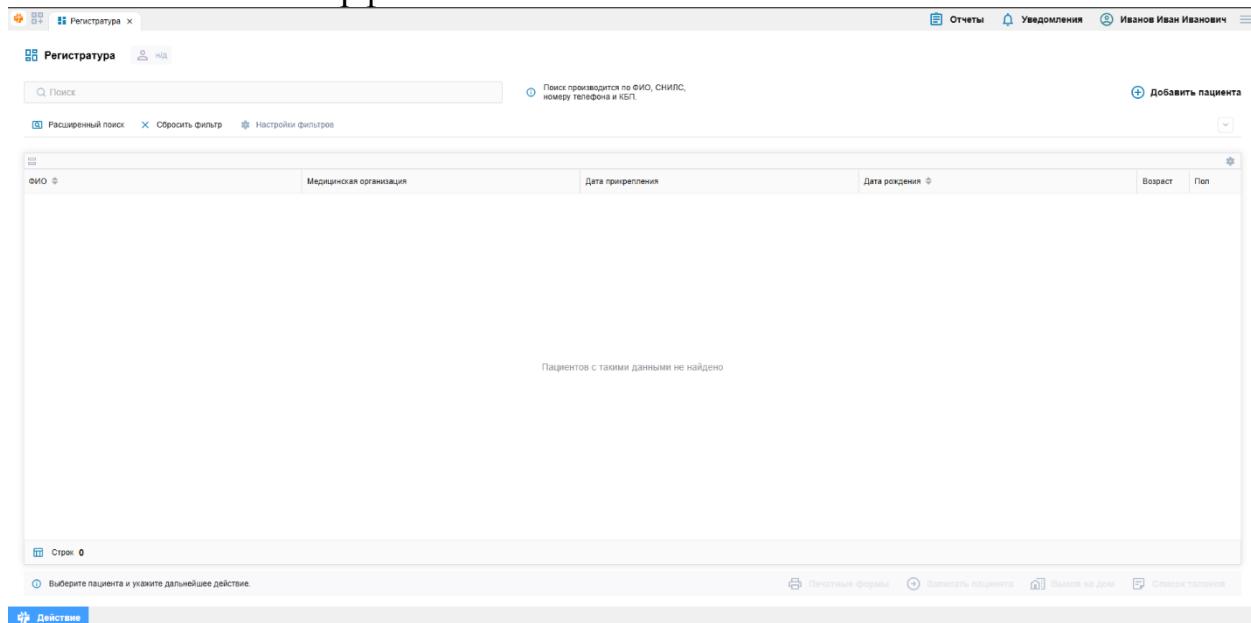 Регистратура
Отчеты
Уведомления
Иванов Иван Иванович
Регистратура
н/д
Поиск
Поиск производится по ФИО, СНИЛС,
номеру телефона и КБП.
Добавить пациента
Расширенный поиск
Сбросить фильтр
Настройки фильтров
ФИО
Медицинская организация
Дата прикрепления
Дата рождения
Возраст
Пол
Пациентов с такими данными не найдено
Строк 0
Выберите пациента и укажите дальнейшее действие.
Печатные формы
Записать пациента
Вызов на дом
Список талонов
Действие